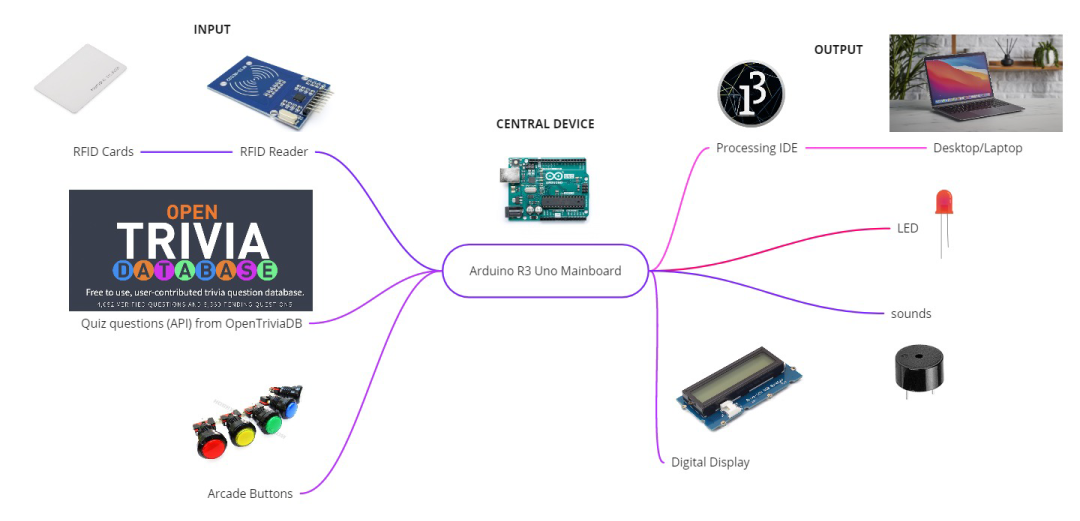 INPUT
OUTPUT
CENTRAL DEVICE
RFID Cards
RFID Reader
Processing IDE
Desktop/Laptop
OPEN
TRIVIA
DATABASE
Free to use, user-contributed trivia question database.
LED
Arduino R3 Uno Mainboard
sounds
Quiz questions (API) from OpenTriviaDB
Digital Display
Arcade Buttons